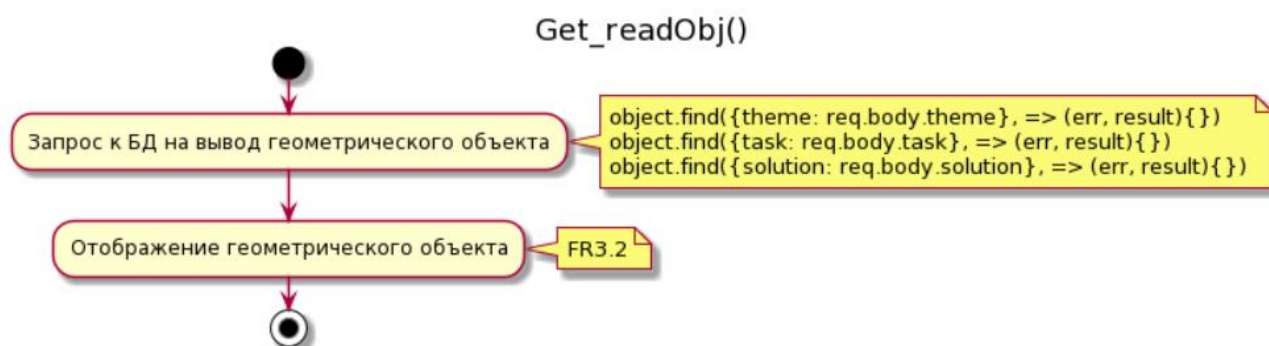 Get_readObj()
Запрос к БД на вывод геометрического объекта
object.find({theme: req.body.theme}, => (err, result){})
object.find({task: req.body.task}, => (err, result){})
object.find({solution: req.body.solution}, => (err, result){})
Отображение геометрического объекта
FR3.2